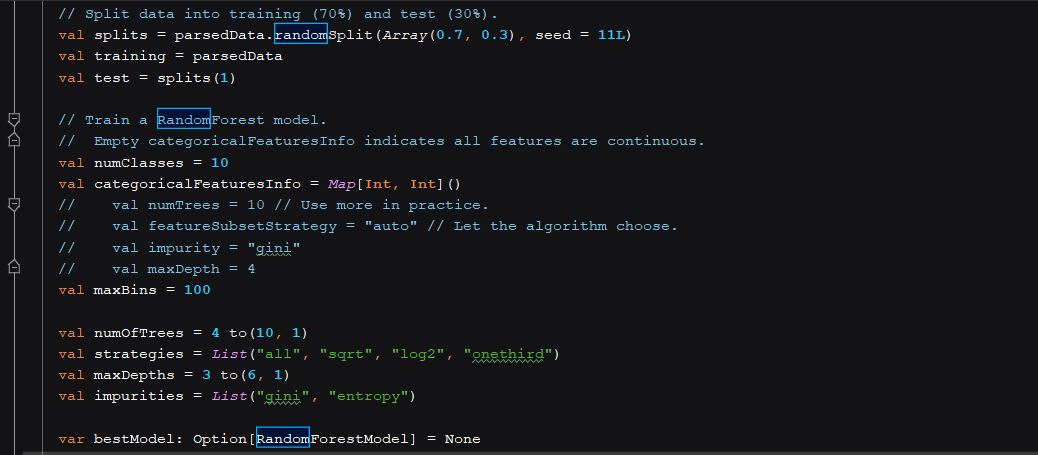 // Split data into training (70%) and test (30%).
val splits = parsedData.randomSplit(Array(0.7, 0.3), seed = 11L)
val training = parsedData
val test = splits(1)
// Train a RandomForest model.
//  Empty categoricalFeaturesInfo indicates all features are continuous.
val numClasses = 10
val categoricalFeaturesInfo = Map[Int, Int]()
//    val numTrees = 10 // Use more in practice.
//    val featureSubsetStrategy = "auto" // Let the algorithm choose.
//    val impurity = "gini"
//    val maxDepth = 4
val maxBins = 100
val numOfTrees = 4 to(10, 1)
val strategies = List("all", "sqrt", "log2", "onethird")
val maxDepths = 3 to(6, 1)
val impurities = List("gini", "entropy")
var bestModel: Option[RandomForestModel] = None